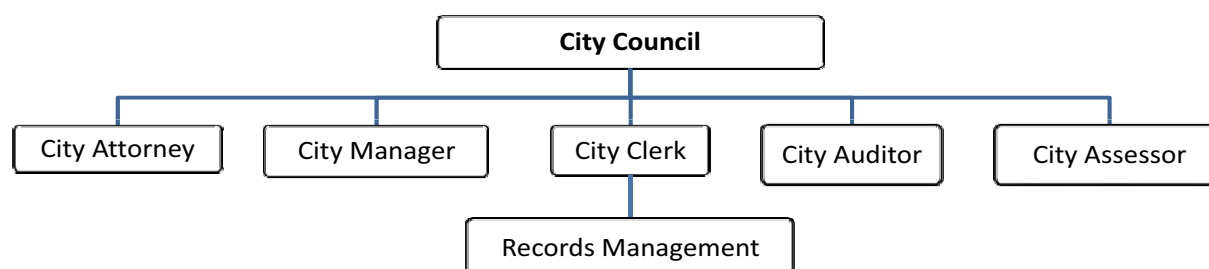 City Council
City Attorney
City Manager
City Clerk
City Auditor
City Assessor
Records Management